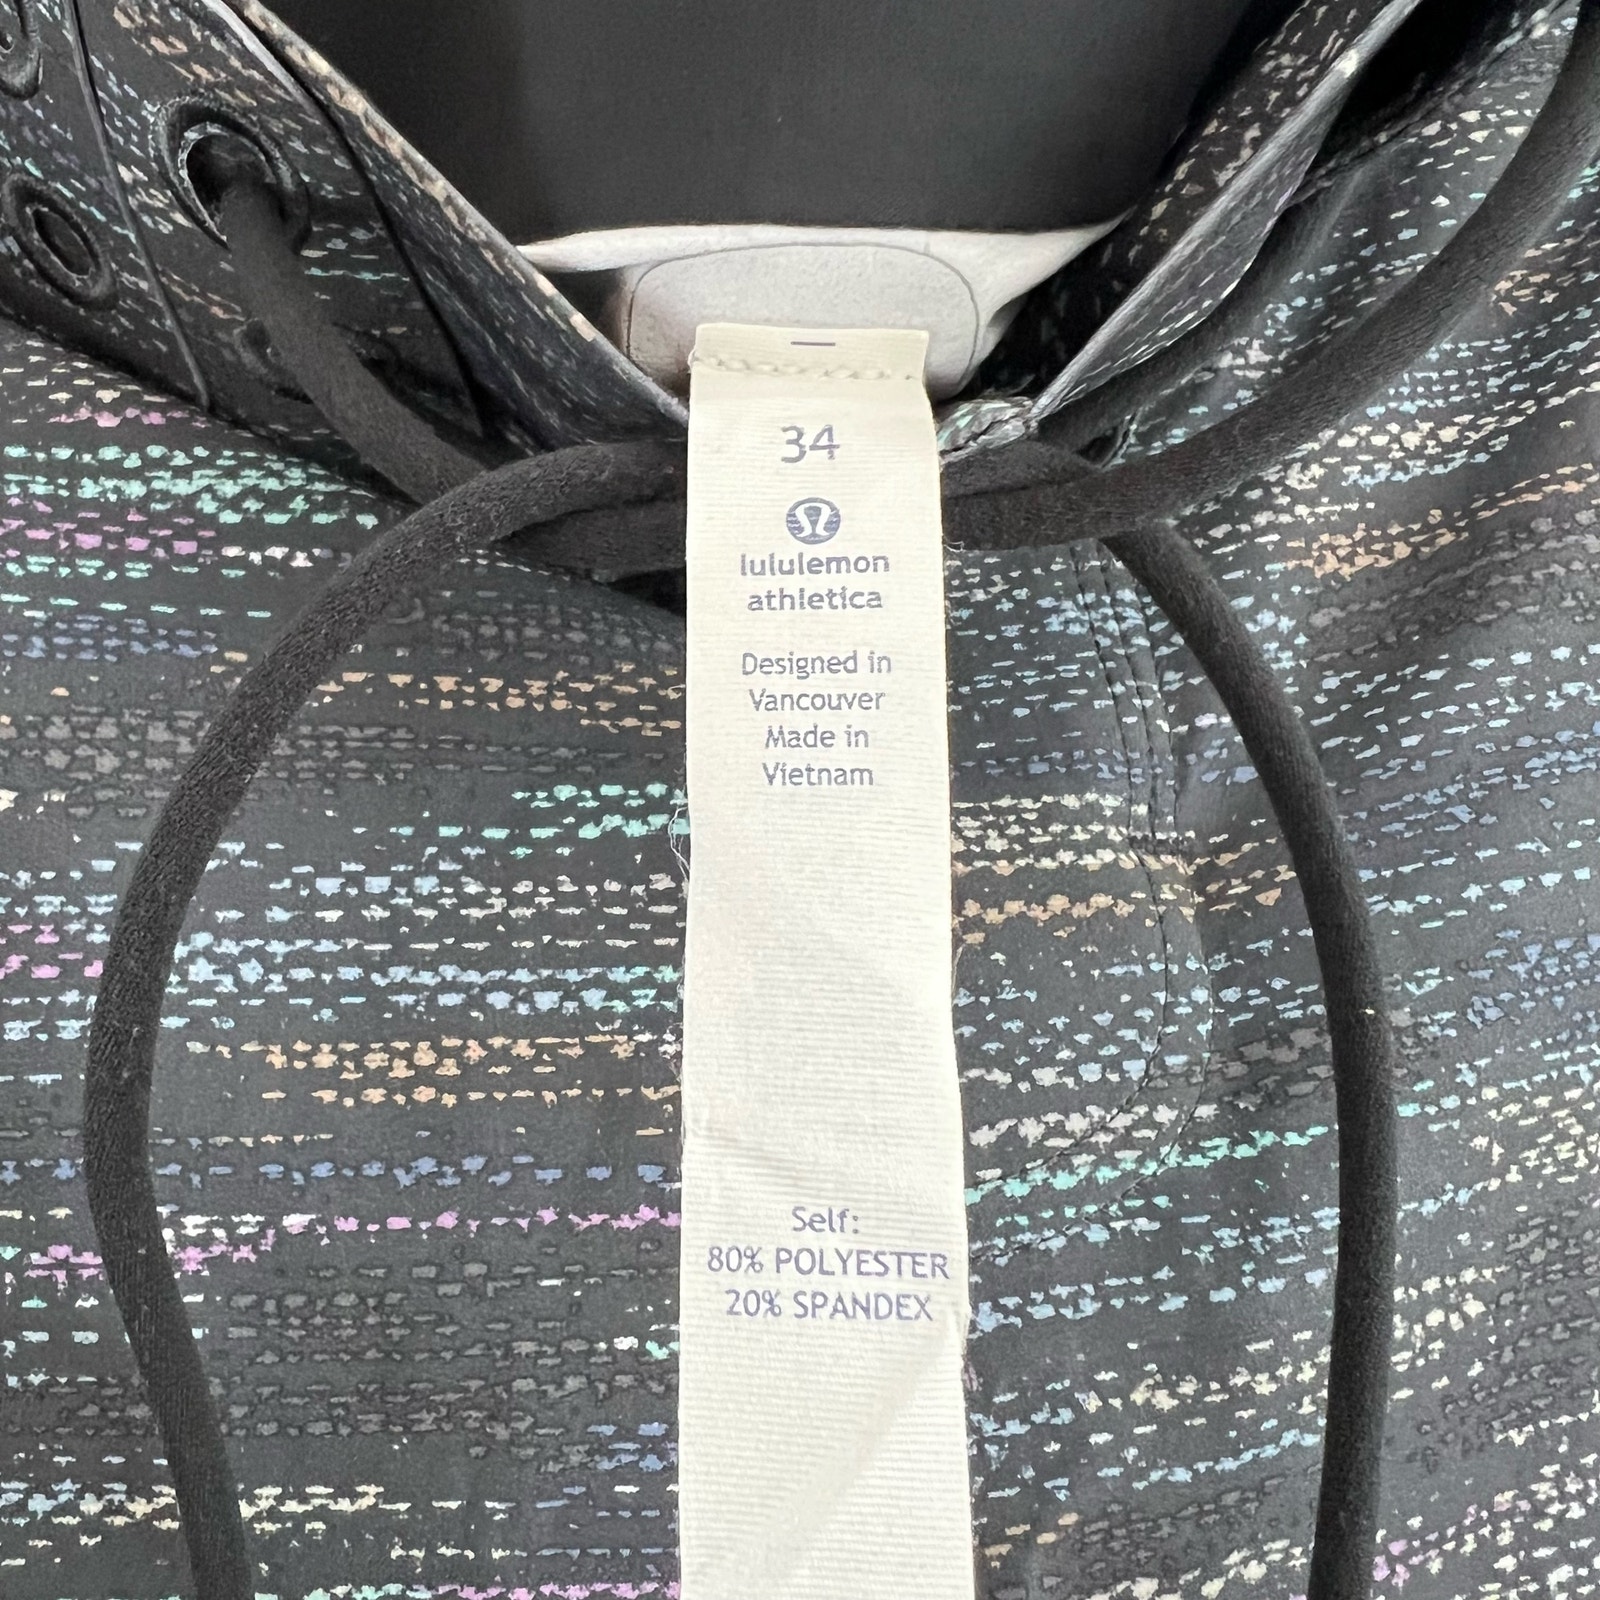 34
lululemon
athletica
Designed in
Vancouver
Made in
Vietnam
Self:
80% POLYESTER
20% SPANDEX